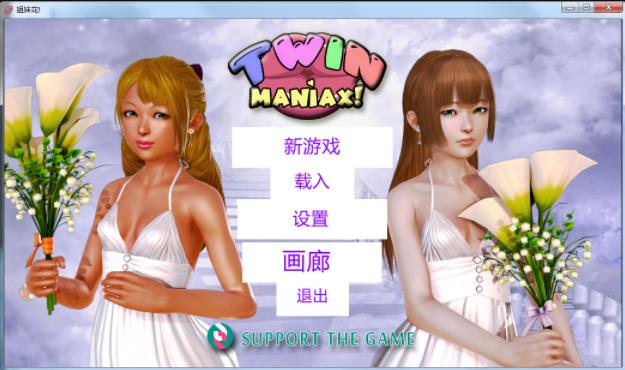 姐妹花!
TWIN
MANIAX!
新游戏
载入
设置
画廊
退出
SUPPORT THE GAME